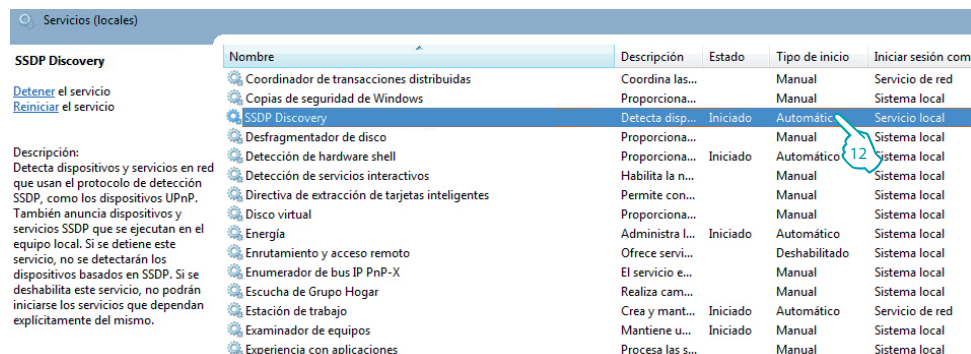 Servicios (locales)
SSDP Discovery
Detener el servicio
Reiniciar el servicio
Descripción:
Detecta dispositivos y servicios en red
que usan el protocolo de detección
SSDP, como los dispositivos UPnP.
También anuncia dispositivos y
servicios SSDP que se ejecutan en el
equipo local. Si se detiene este
servicio, no se detectarán los
dispositivos basados en SSDP. Si se
deshabilita este servicio, no podrán
iniciarse los servicios que dependan
explícitamente del mismo.
Nombre Descripción Estado Tipo de inicio Iniciar sesión com
Coordinador de transacciones distribuidas Coordina las... Manual Servicio de red
Copias de seguridad de Windows Proporciona... Manual Sistema local
SSDP Discovery Detecta disp... Iniciado Automátic Servicio local
Desfragmentador de disco Proporciona... Manual Sistema local
Detección de hardware shell Proporciona... Iniciado Automático 12 Sistema local
Detección de servicios interactivos Habilita la n... Manual Sistema local
Directiva de extracción de tarjetas inteligentes Permite con... Manual Sistema local
Disco virtual Proporciona... Manual Sistema local
Energía Administra l... Iniciado Automático Sistema local
Enrutamiento y acceso remoto Ofrece servi... Deshabilitado Sistema local
Enumerador de bus IP PnP-X El servicio e... Manual Sistema local
Escucha de Grupo Hogar Realiza cam... Manual Sistema local
Estación de trabajo Crea y mant... Iniciado Automático Servicio de red
Examinador de equipos Mantiene u... Iniciado Manual Sistema local
Experiencia con aplicaciones Procesa las s... Manual Sistema local